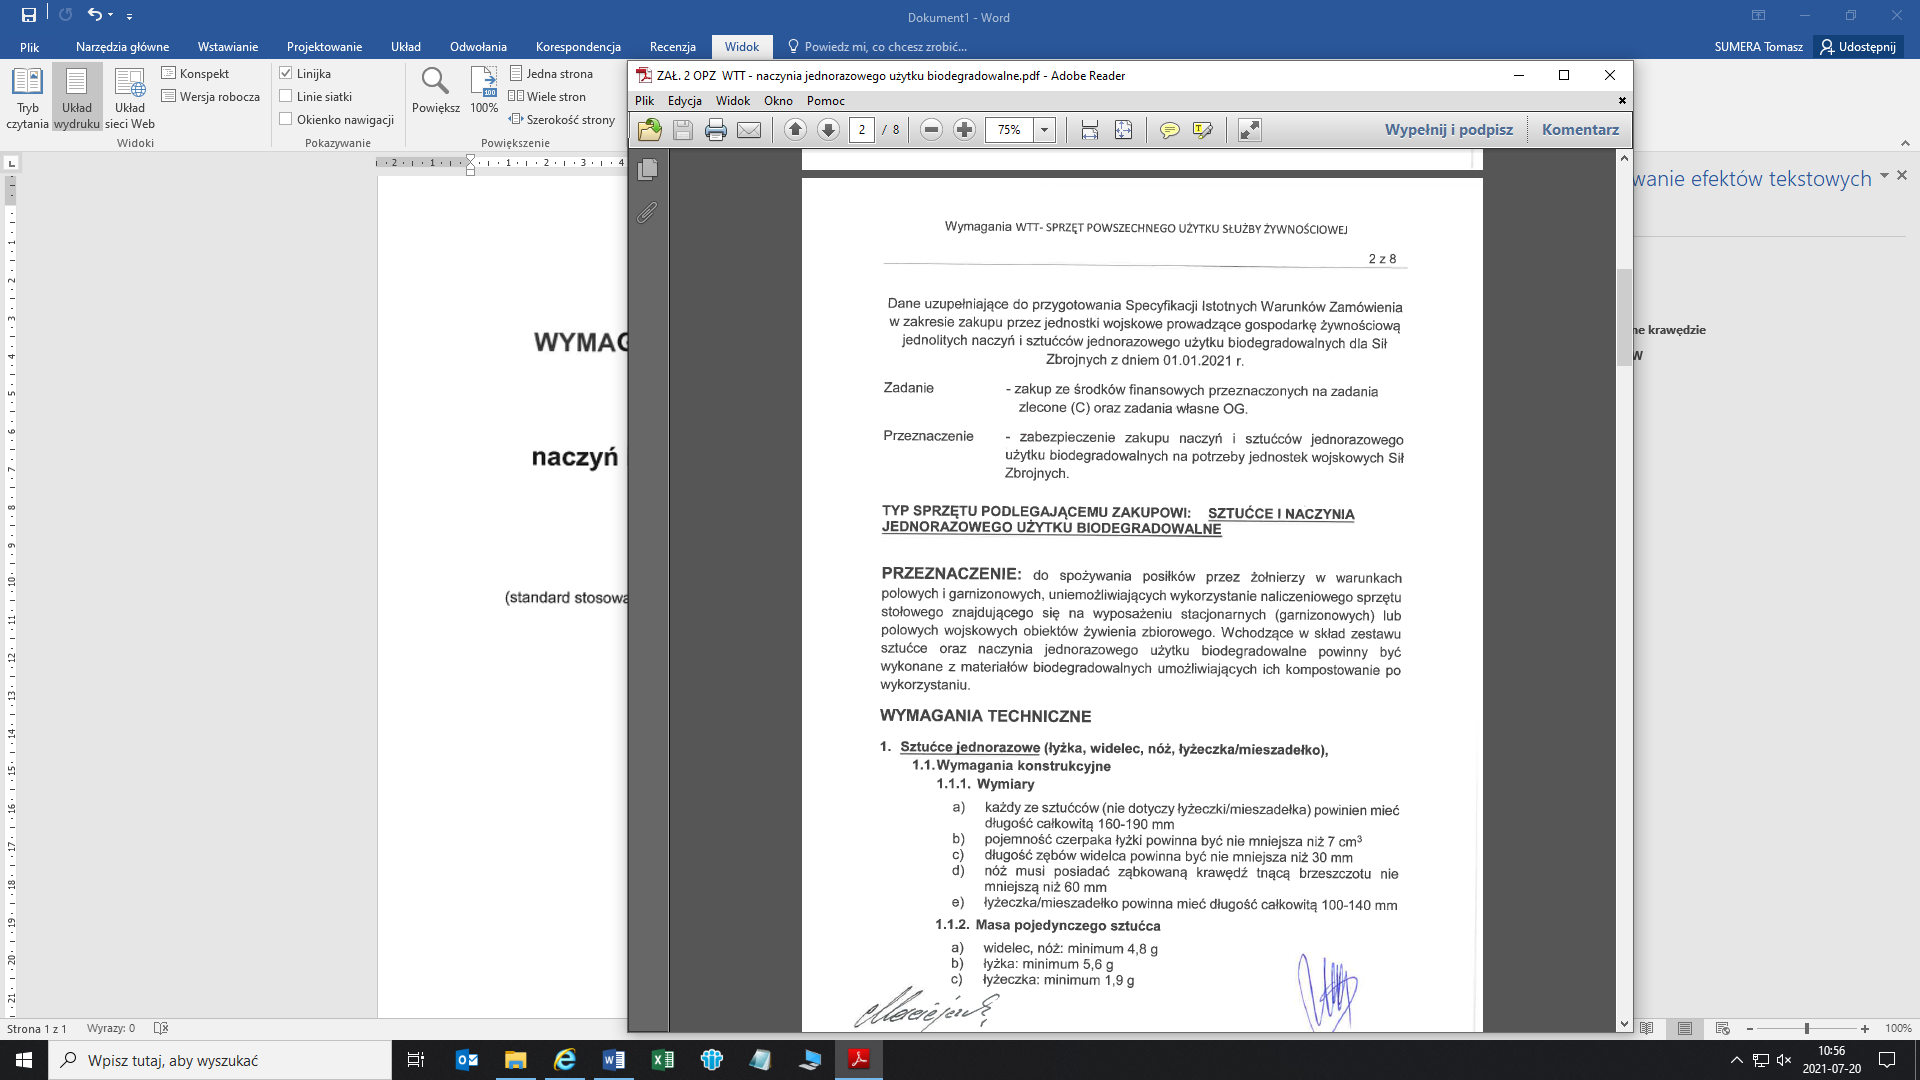 Dokument1 - Word
Plik
Narzędzia główne
Wstawianie
Projektowanie
Układ
Odwołania
Korespondencja
Recenzja
Widok
Powiedz mi, co chcesz zrobić...
SUMERA Tomasz
Udostępnij
Tryb czytania
Układ wydruku
Układ sieci Web
Konspekt
Wersja robocza
Widoki
Linijka
Linie siatki
Okienko nawigacji
Pokazywanie
Powiększ
100%
Jedna strona
Wiele stron
Szerokość strony
Powiększenie
WYMAG
naczyń
(standard stosowa
ZAŁ. 2 OPZ WTT - naczynia jednorazowego użytku biodegradowalne.pdf - Adobe Reader
Plik Edycja Widok Okno Pomoc
2 / 8
75%
Wypełnij i podpisz
Komentarz
Wymagania WTT- SPRZĘT POWSZECHNEGO UŻYTKU SŁUŻBY ŻYWNOŚCIOWEJ
2 z 8
Dane uzupełniające do przygotowania Specyfikacji Istotnych Warunków Zamówienia
w zakresie zakupu przez jednostki wojskowe prowadzące gospodarkę żywnościową
jednolitych naczyń i sztućców jednorazowego użytku biodegradowalnych dla Sił
Zbrojnych z dniem 01.01.2021 r.
Zadanie - zakup ze środków finansowych przeznaczonych na zadania
zlecone (C) oraz zadania własne OG.
Przeznaczenie - zabezpieczenie zakupu naczyń i sztućców jednorazowego
użytku biodegradowalnych na potrzeby jednostek wojskowych Sił
Zbrojnych.
TYP SPRZĘTU PODLEGAJĄCEMU ZAKUPOWI: SZTUĆCE I NACZYNIA
JEDNORAZOWEGO UŻYTKU BIODEGRADOWALNE
PRZEZNACZENIE: do spożywania posiłków przez żołnierzy w warunkach
polowych i garnizonowych, uniemożliwiających wykorzystanie naliczeniowego sprzętu
stołowego znajdującego się na wyposażeniu stacjonarnych (garnizonowych) lub
polowych wojskowych obiektów żywienia zbiorowego. Wchodzące w skład zestawu
sztućce oraz naczynia jednorazowego użytku biodegradowalne powinny być
wykonane z materiałów biodegradowalnych umożliwiających ich kompostowanie po
wykorzystaniu.
WYMAGANIA TECHNICZNE
1. Sztućce jednorazowe (łyżka, widelec, nóż, łyżeczka/mieszadełko),
1.1.Wymagania konstrukcyjne
1.1.1. Wymiary
a) każdy ze sztućców (nie dotyczy łyżeczki/mieszadełka) powinien mieć
długość całkowitą 160-190 mm
b) pojemność czerpaka łyżki powinna być nie mniejsza niż 7 cm³
c) długość zębów widelca powinna być nie mniejsza niż 30 mm
d) nóż musi posiadać ząbkowaną krawędź tnącą brzeszczotu nie
mniejszą niż 60 mm
e) łyżeczka/mieszadełko powinna mieć długość całkowitą 100-140 mm
1.1.2. Masa pojedynczego sztućca
a) widelec, nóż: minimum 4,8 g
b) łyżka: minimum 5,6 g
c) łyżeczka: minimum 1,9 g
wanie efektów tekstowych
ne krawędzie
w
Strona 1 z 1
Wyrazy: 0
100%
Wpisz tutaj, aby wyszukać
10:56
2021-07-20